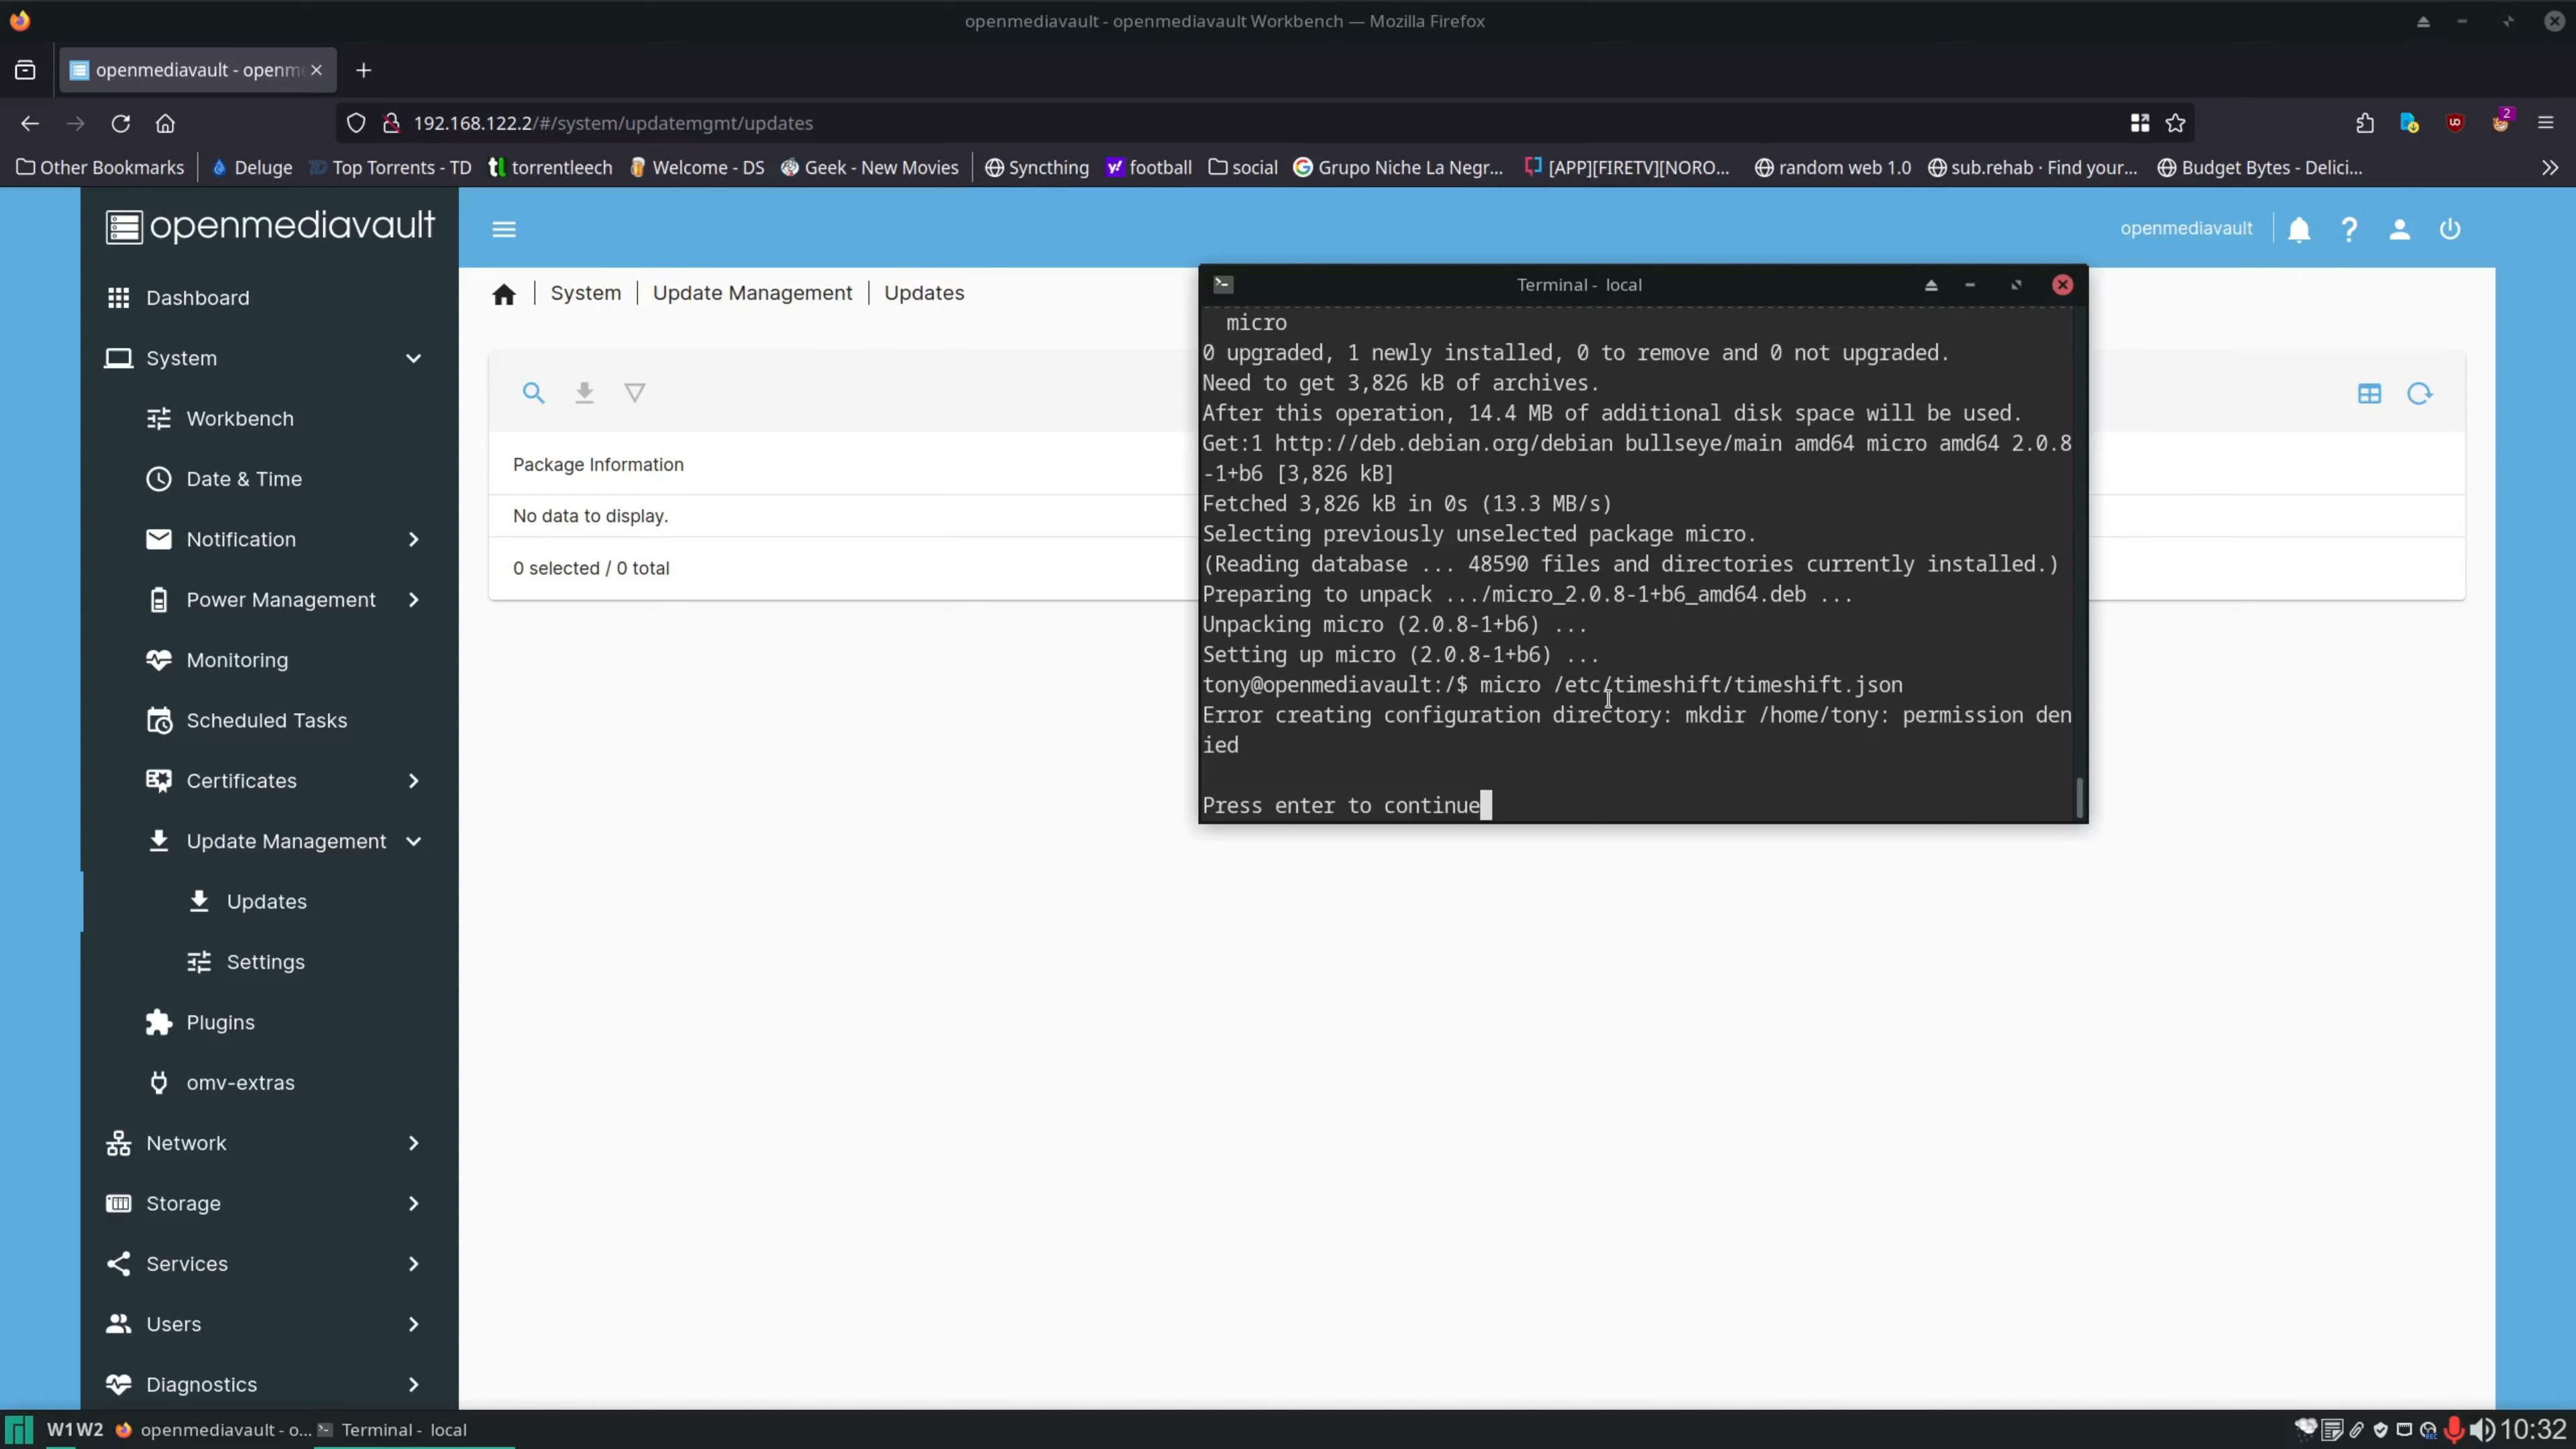 openmediavault - openmediavault Workbench — Mozilla Firefox
openmediavault - openm
192.168.122.2/#/system/updatemgmt/updates
2
Other Bookmarks
Deluge
TD Top Torrents - TD
tl torrentleech
Welcome - DS
Geek - New Movies
Syncthing
y! football
social
G Grupo Niche La Negr...
[APP][FIRETV][NORO...
random web 1.0
sub.rehab · Find your...
Budget Bytes - Delici...
openmediavault
openmediavault
Dashboard
System
Workbench
Date & Time
Notification
Power Management
Monitoring
Scheduled Tasks
Certificates
Update Management
Updates
Settings
Plugins
omv-extras
Network
Storage
Services
Users
Diagnostics
System | Update Management | Updates
Package Information
No data to display.
0 selected / 0 total
Terminal - local
micro
0 upgraded, 1 newly installed, 0 to remove and 0 not upgraded.
Need to get 3,826 kB of archives.
After this operation, 14.4 MB of additional disk space will be used.
Get:1 http://deb.debian.org/debian bullseye/main amd64 micro amd64 2.0.8
-1+b6 [3,826 kB]
Fetched 3,826 kB in 0s (13.3 MB/s)
Selecting previously unselected package micro.
(Reading database ... 48590 files and directories currently installed.)
Preparing to unpack .../micro_2.0.8-1+b6_amd64.deb ...
Unpacking micro (2.0.8-1+b6) ...
Setting up micro (2.0.8-1+b6) ...
tony@openmediavault:/$ micro /etc/timeshift/timeshift.json
Error creating configuration directory: mkdir /home/tony: permission den
ied
Press enter to continue
W1 W2
openmediavault - o...
Terminal - local
10:32